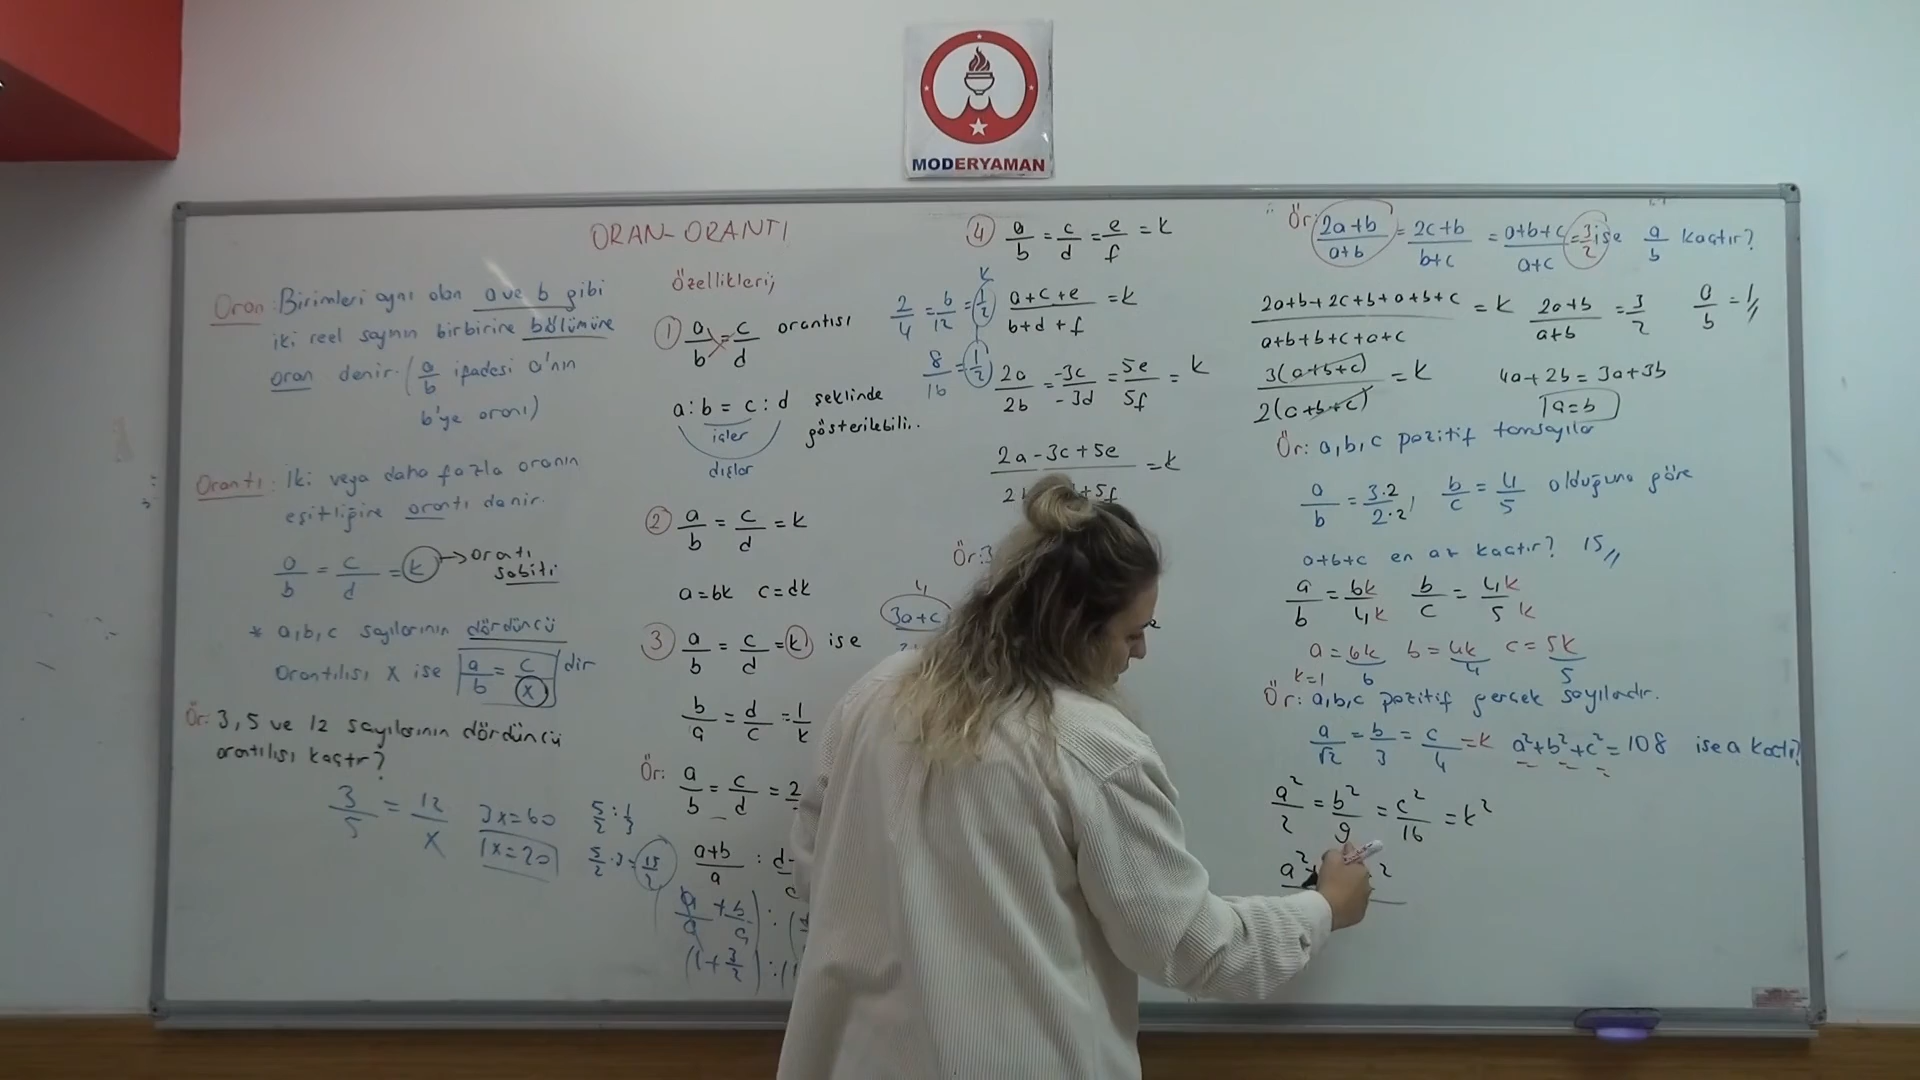 MODERYAMAN
ORAN-ORANTI
Oran: Birimleri aynı olan a ve b gibi
iki reel sayının birbirine bölümüne
oran denir. (a/b ifadesi a'nın
b'ye oranı)
Orantı: İki veya daha fazla oranın
eşitliğine orantı denir.
a/b = c/d = k → orantı
sabiti
* a,b,c sayılarının dördüncü
orantılısı x ise a/b = c/x dir
Ör: 3, 5 ve 12 sayılarının dördüncü
orantılısı kaçtır?
3/5 = 12/x 3x=60
x=20
özellikleri;
① a/b = c/d orantısı
a:b = c:d şeklinde
gösterilebilir.
içler
dışlar
② a/b = c/d = k
a=bk c=dk
③ a/b = c/d = k ise
b/a = d/c = 1/k
Ör: a/b = c/d = 2/
a+b/a : d-
5/2 : 1/3
5/2 · 3 = 15/2
(a/a + b/a) : (
(1 + 3/2) : (1
④ a/b = c/d = e/f = k
2/4 = 6/12 = 1/2 k
a+c+e/b+d+f = k
8/16 = 1/2
2a/2b = -3c/-3d = 5e/5f = k
2a-3c+5e/ +5f = k
Ör: 3
4
3a+c
Ör: 2a+b/a+b = 2c+b/b+c = a+b+c/a+c = 3/2 ise a/b kaçtır?
2a+b+2c+b+a+b+c/a+b+b+c+a+c = k 2a+b/a+b = 3/2 a/b = 1//
3(a+b+c)/2(a+b+c) = k 4a+2b = 3a+3b
a=b
Ör: a,b,c pozitif tamsayılar
a/b = 3·2/2·2, b/c = 4/5 olduğuna göre
a+b+c en az kaçtır? 15//
a/b = 6k/4k b/c = 4k/5k
a=6k b=4k c=5k
k=1 6 4 5
Ör: a,b,c pozitif gerçek sayılardır.
a/√2 = b/3 = c/4 = k a²+b²+c² = 108 ise a kaçtır?
a²/2 = b²/9 = c²/16 = k²
a²+ 2